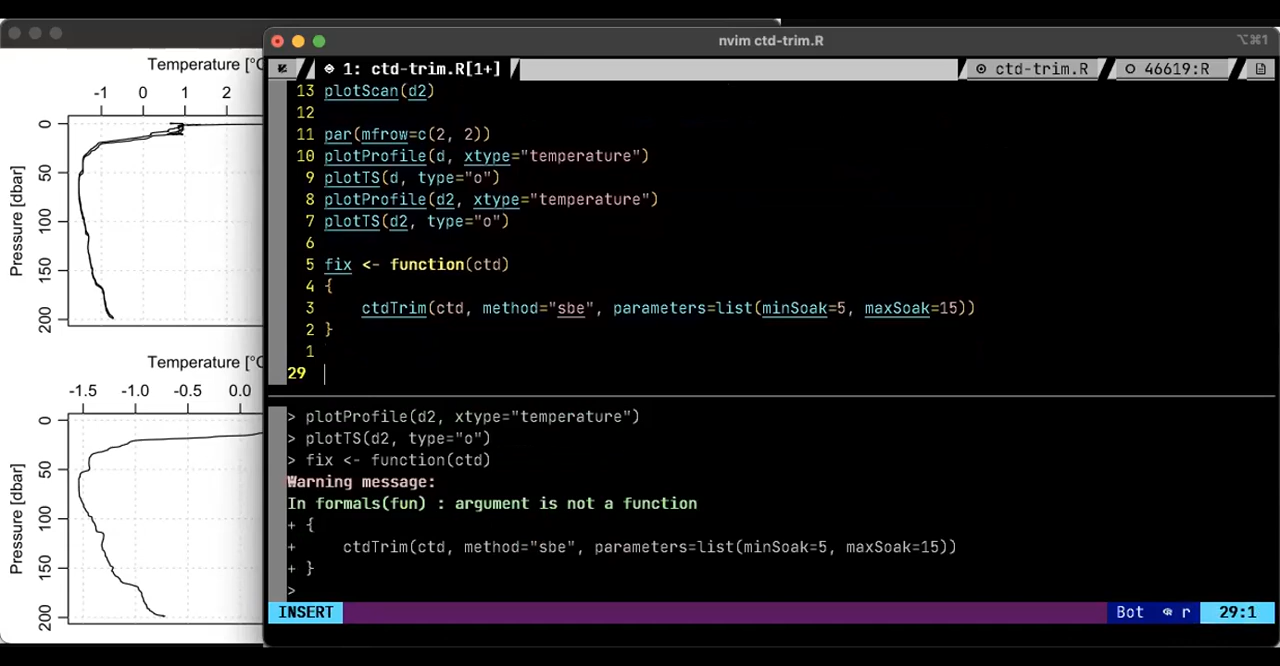 nvim ctd-trim.R
⌥⌘1
1: ctd-trim.R[1+]
ctd-trim.R
46619:R
13 plotScan(d2)
12
11 par(mfrow=c(2, 2))
10 plotProfile(d, xtype="temperature")
9 plotTS(d, type="o")
8 plotProfile(d2, xtype="temperature")
7 plotTS(d2, type="o")
6
5 fix <- function(ctd)
4 {
3     ctdTrim(ctd, method="sbe", parameters=list(minSoak=5, maxSoak=15))
2 }
1
29
> plotProfile(d2, xtype="temperature")
> plotTS(d2, type="o")
> fix <- function(ctd)
Warning message:
In formals(fun) : argument is not a function
+ {
+     ctdTrim(ctd, method="sbe", parameters=list(minSoak=5, maxSoak=15))
+ }
>
INSERT
Bot
r
29:1
Temperature [°C
-1 0 1 2
0
50
100
150
200
Pressure [dbar]
Temperature [°C
-1.5 -1.0 -0.5 0.0
0
50
100
150
200
Pressure [dbar]